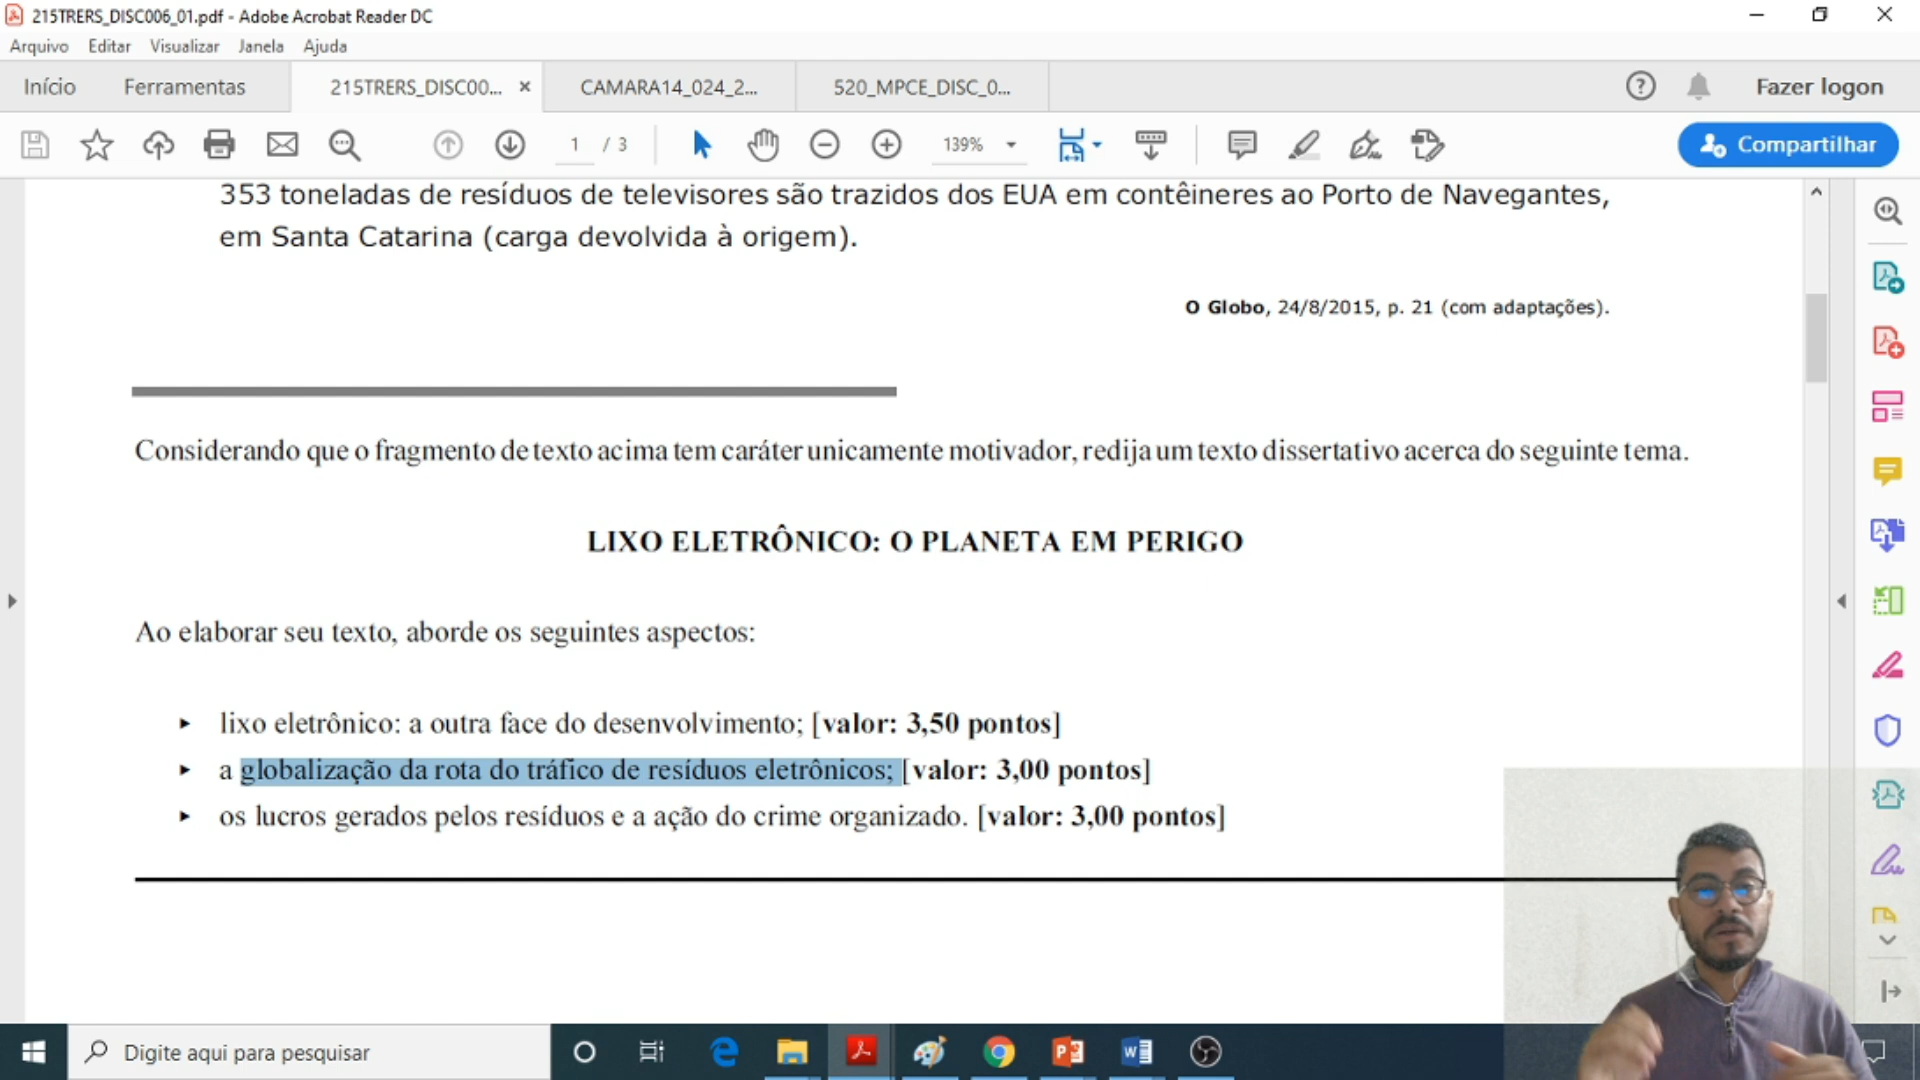 215TRERS_DISC006_01.pdf - Adobe Acrobat Reader DC
Arquivo Editar Visualizar Janela Ajuda
Início Ferramentas 215TRERS_DISC00... × CAMARA14_024_2... 520_MPCE_DISC_0... Fazer logon
1 / 3 139% Compartilhar
353 toneladas de resíduos de televisores são trazidos dos EUA em contêineres ao Porto de Navegantes,
em Santa Catarina (carga devolvida à origem).
O Globo, 24/8/2015, p. 21 (com adaptações).
Considerando que o fragmento de texto acima tem caráter unicamente motivador, redija um texto dissertativo acerca do seguinte tema.
LIXO ELETRÔNICO: O PLANETA EM PERIGO
Ao elaborar seu texto, aborde os seguintes aspectos:
► lixo eletrônico: a outra face do desenvolvimento; [valor: 3,50 pontos]
► a globalização da rota do tráfico de resíduos eletrônicos; [valor: 3,00 pontos]
► os lucros gerados pelos resíduos e a ação do crime organizado. [valor: 3,00 pontos]
Digite aqui para pesquisar